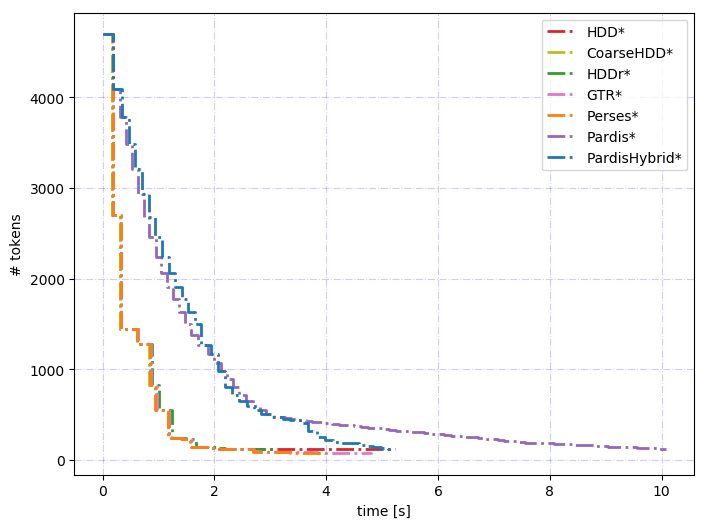 HDD*
CoarseHDD*
HDDr*
GTR*
Perses*
Pardis*
PardisHybrid*
# tokens
4000
3000
2000
1000
0
0 2 4 6 8 10
time [s]